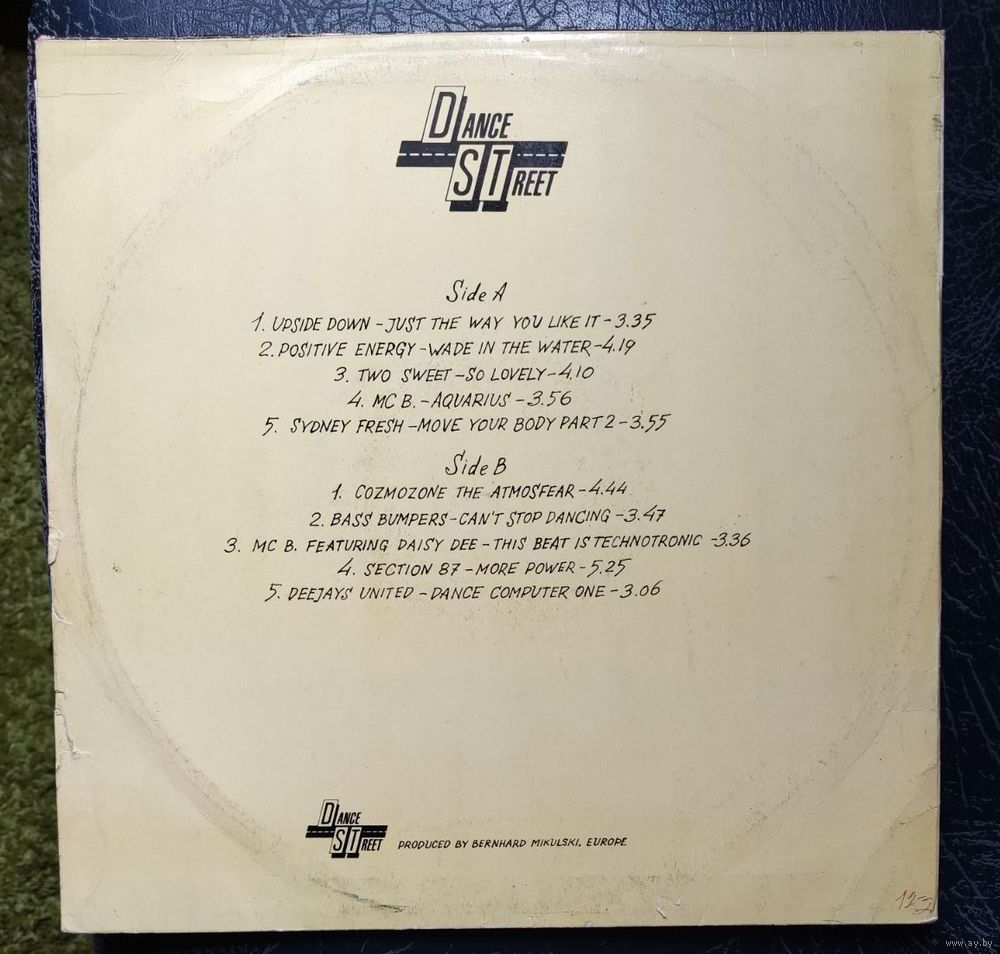 DANCE
STREET
Side A
1. UPSIDE DOWN - JUST THE WAY YOU LIKE IT - 3.35
2. POSITIVE ENERGY - WADE IN THE WATER - 4.19
3. TWO SWEET - SO LOVELY - 4.10
4. MC B. - AQUARIUS - 3.56
5. SYDNEY FRESH - MOVE YOUR BODY PART 2 - 3.55
Side B
1. COZMOZONE THE ATMOSFEAR - 4.44
2. BASS BUMPERS - CAN'T STOP DANCING - 3.47
3. MC B. FEATURING DAISY DEE - THIS BEAT IS TECHNOTRONIC - 3.36
4. SECTION 87 - MORE POWER - 5.25
5. DEEJAYS UNITED - DANCE COMPUTER ONE - 3.06
DANCE
STREET
PRODUCED BY BERNHARD MIKULSKI. EUROPE
www.ay.by